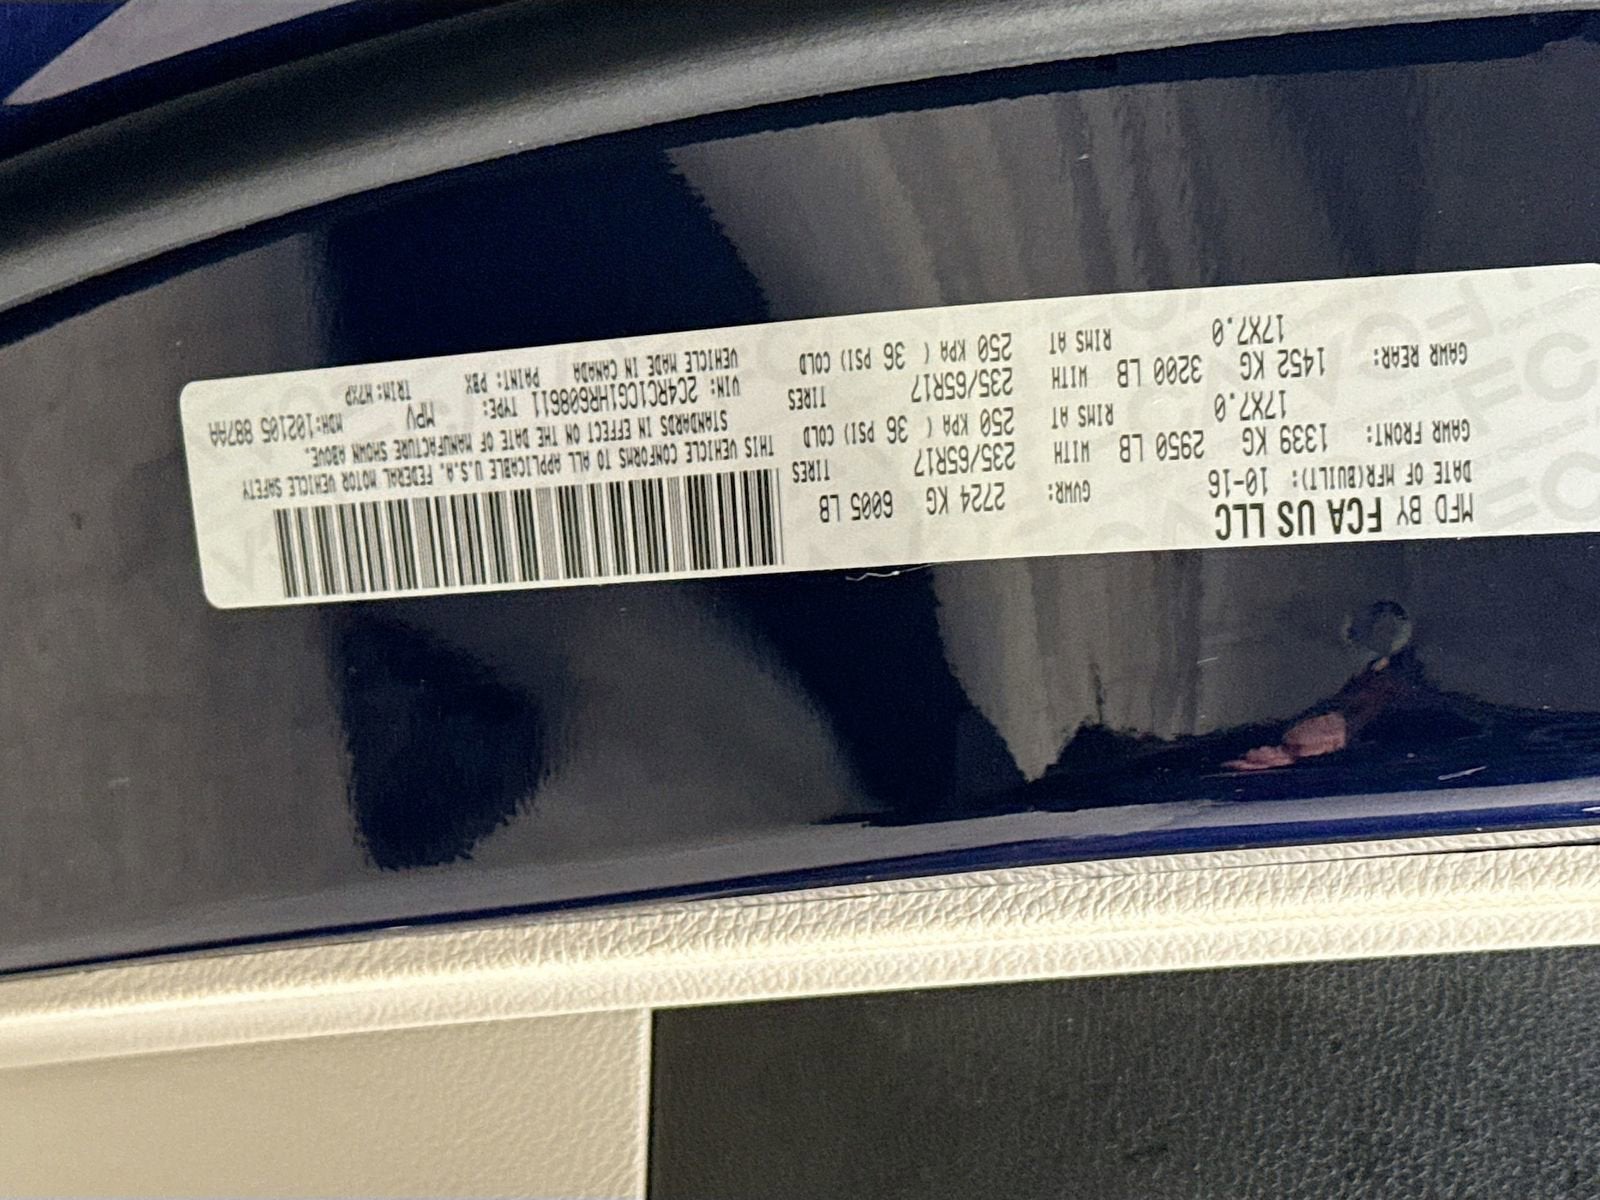 MFD BY FCA US LLC
DATE OF MFR(BUILT): 10-16 GVWR: 2724 KG 6005 LB
GAWR FRONT: 1339 KG 2950 LB WITH 235/65R17 TIRES
17X7.0 RIMS AT 250 KPA ( 36 PSI) COLD
GAWR REAR: 1452 KG 3200 LB WITH 235/65R17 TIRES
17X7.0 RIMS AT 250 KPA ( 36 PSI) COLD
THIS VEHICLE CONFORMS TO ALL APPLICABLE U.S.A. FEDERAL MOTOR VEHICLE SAFETY
STANDARDS IN EFFECT ON THE DATE OF MANUFACTURE SHOWN ABOVE.
VIN: 2C4RC1CG1HR608611 TYPE: MPV MDH:102105 887AA
VEHICLE MADE IN CANADA PAINT: PBX TRIM: H7XP